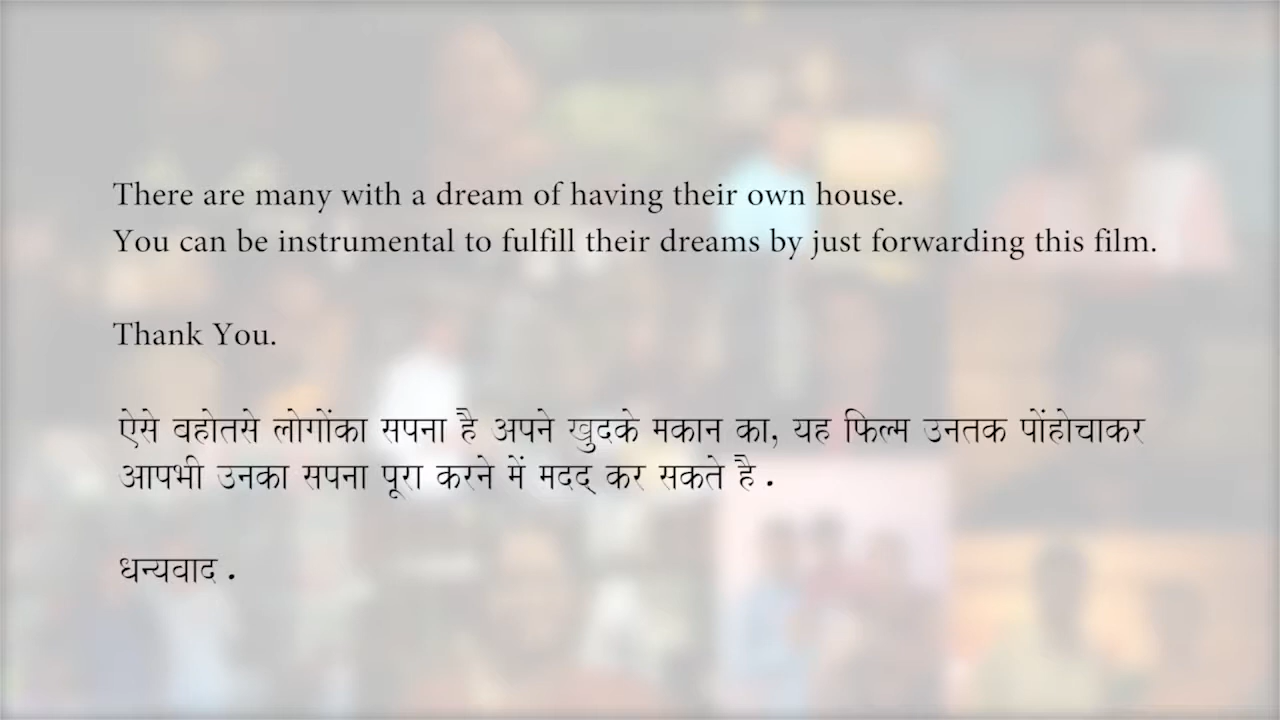 There are many with a dream of having their own house.
You can be instrumental to fulfill their dreams by just forwarding this film.
Thank You.
ऐसे वहोतसे लोगोंका सपना है अपने खुदके मकान का, यह फिल्म उनतक पोंहोचाकर
आपभी उनका सपना पूरा करने में मदद् कर सकते है .
धन्यवाद .